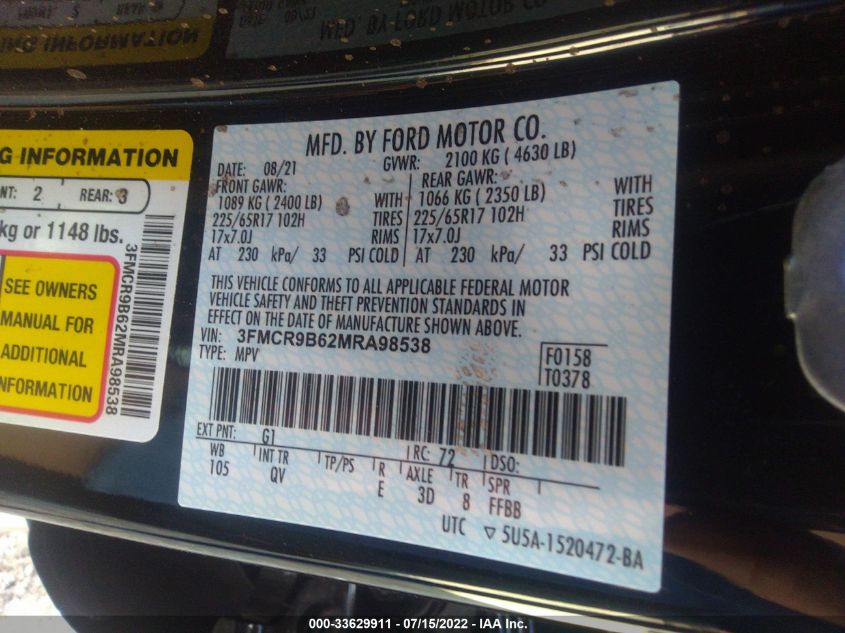 MFD. BY FORD MOTOR CO.
DATE: 08/21 GVWR: 2100 KG ( 4630 LB)
FRONT GAWR: REAR GAWR:
1089 KG ( 2400 LB) WITH 1066 KG ( 2350 LB) WITH
225/65R17 102H TIRES 225/65R17 102H TIRES
17x7.0J RIMS 17x7.0J RIMS
AT 230 kPa/ 33 PSI COLD AT 230 kPa/ 33 PSI COLD
THIS VEHICLE CONFORMS TO ALL APPLICABLE FEDERAL MOTOR
VEHICLE SAFETY AND THEFT PREVENTION STANDARDS IN
EFFECT ON THE DATE OF MANUFACTURE SHOWN ABOVE.
VIN: 3FMCR9B62MRA98538
TYPE: MPV
F0158
T0378
EXT PNT: G1 RC: 72 DSO:
WB INT TR TP/PS R AXLE TR SPR
105 QV E 3D 8 FFBB
UTC 5U5A-1520472-BA
INFORMATION
2 REAR: 3
kg or 1148 lbs.
SEE OWNERS
MANUAL FOR
INFORMATION
3FMCR9B62MRA98538
000-33629911 - 07/15/2022 - IAA Inc.